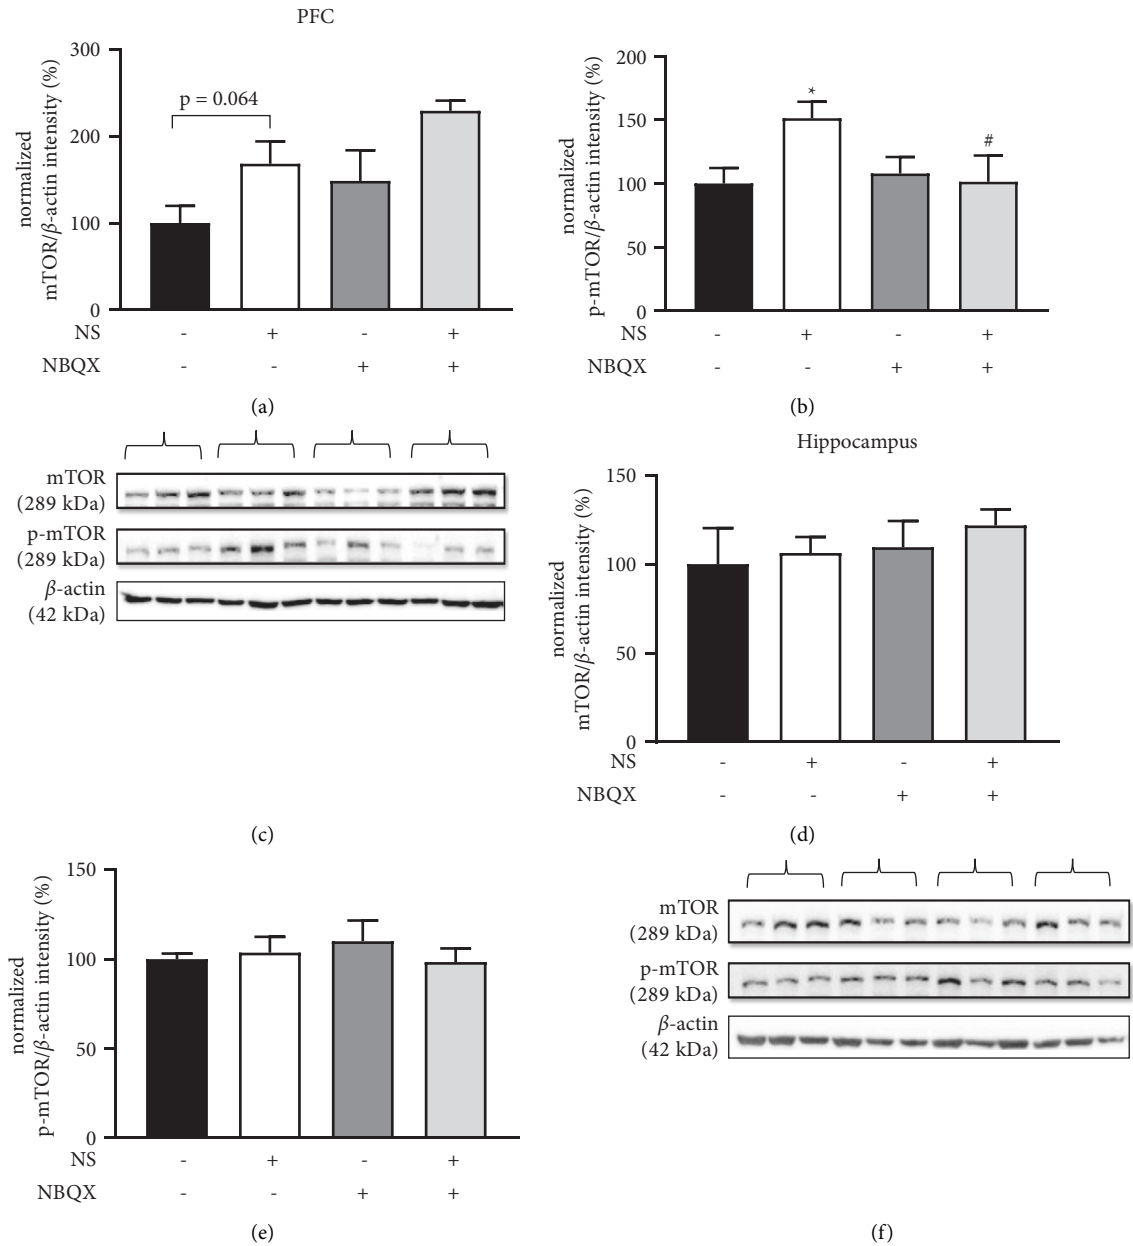 PFC
normalized
mTOR/β-actin intensity (%)
300
200
100
0
p = 0.064
NS - + - +
NBQX - - + +
(a)
normalized
p-mTOR/β-actin intensity (%)
200
150
100
50
0
*
#
NS - + - +
NBQX - - + +
(b)
mTOR
(289 kDa)
p-mTOR
(289 kDa)
β-actin
(42 kDa)
(c)
Hippocampus
normalized
mTOR/β-actin intensity (%)
150
100
50
0
NS - + - +
NBQX - - + +
(d)
normalized
p-mTOR/β-actin intensity (%)
150
100
50
0
NS - + - +
NBQX - - + +
(e)
mTOR
(289 kDa)
p-mTOR
(289 kDa)
β-actin
(42 kDa)
(f)